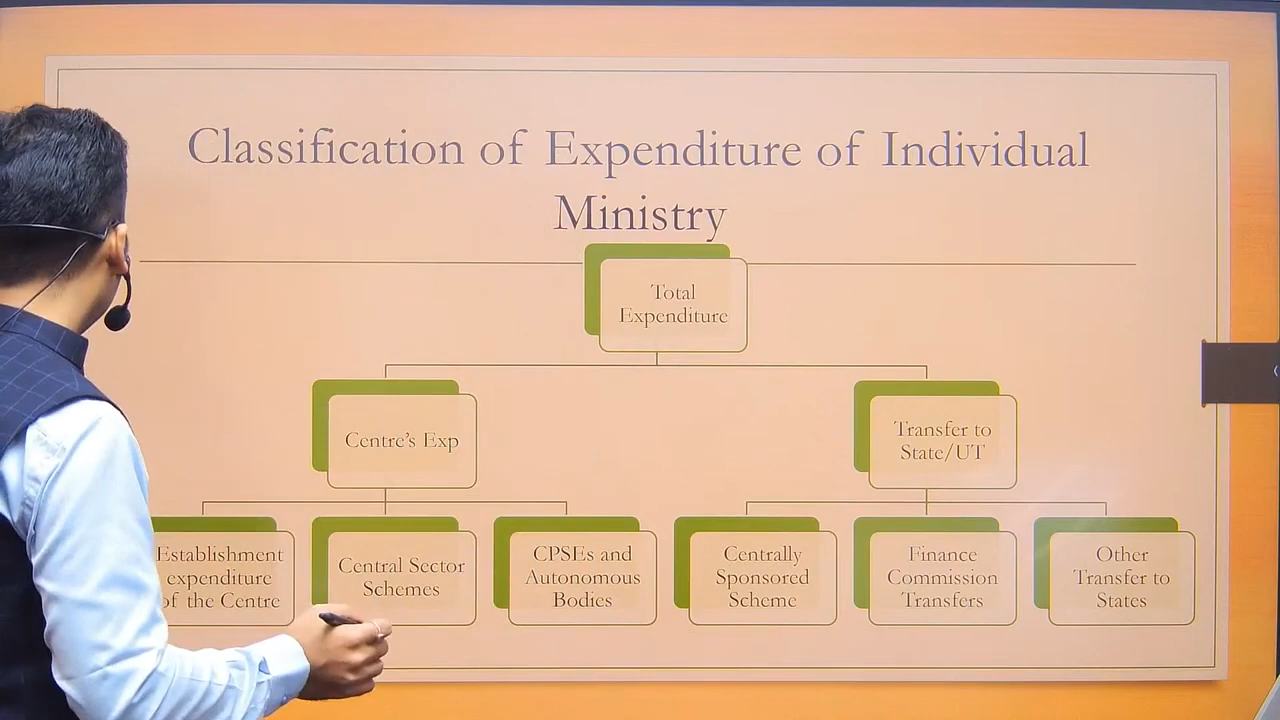 Classification of Expenditure of Individual
Ministry
Total
Expenditure
Centre's Exp
Transfer to
State/UT
Establishment
expenditure
of the Centre
Central Sector
Schemes
CPSEs and
Autonomous
Bodies
Centrally
Sponsored
Scheme
Finance
Commission
Transfers
Other
Transfer to
States